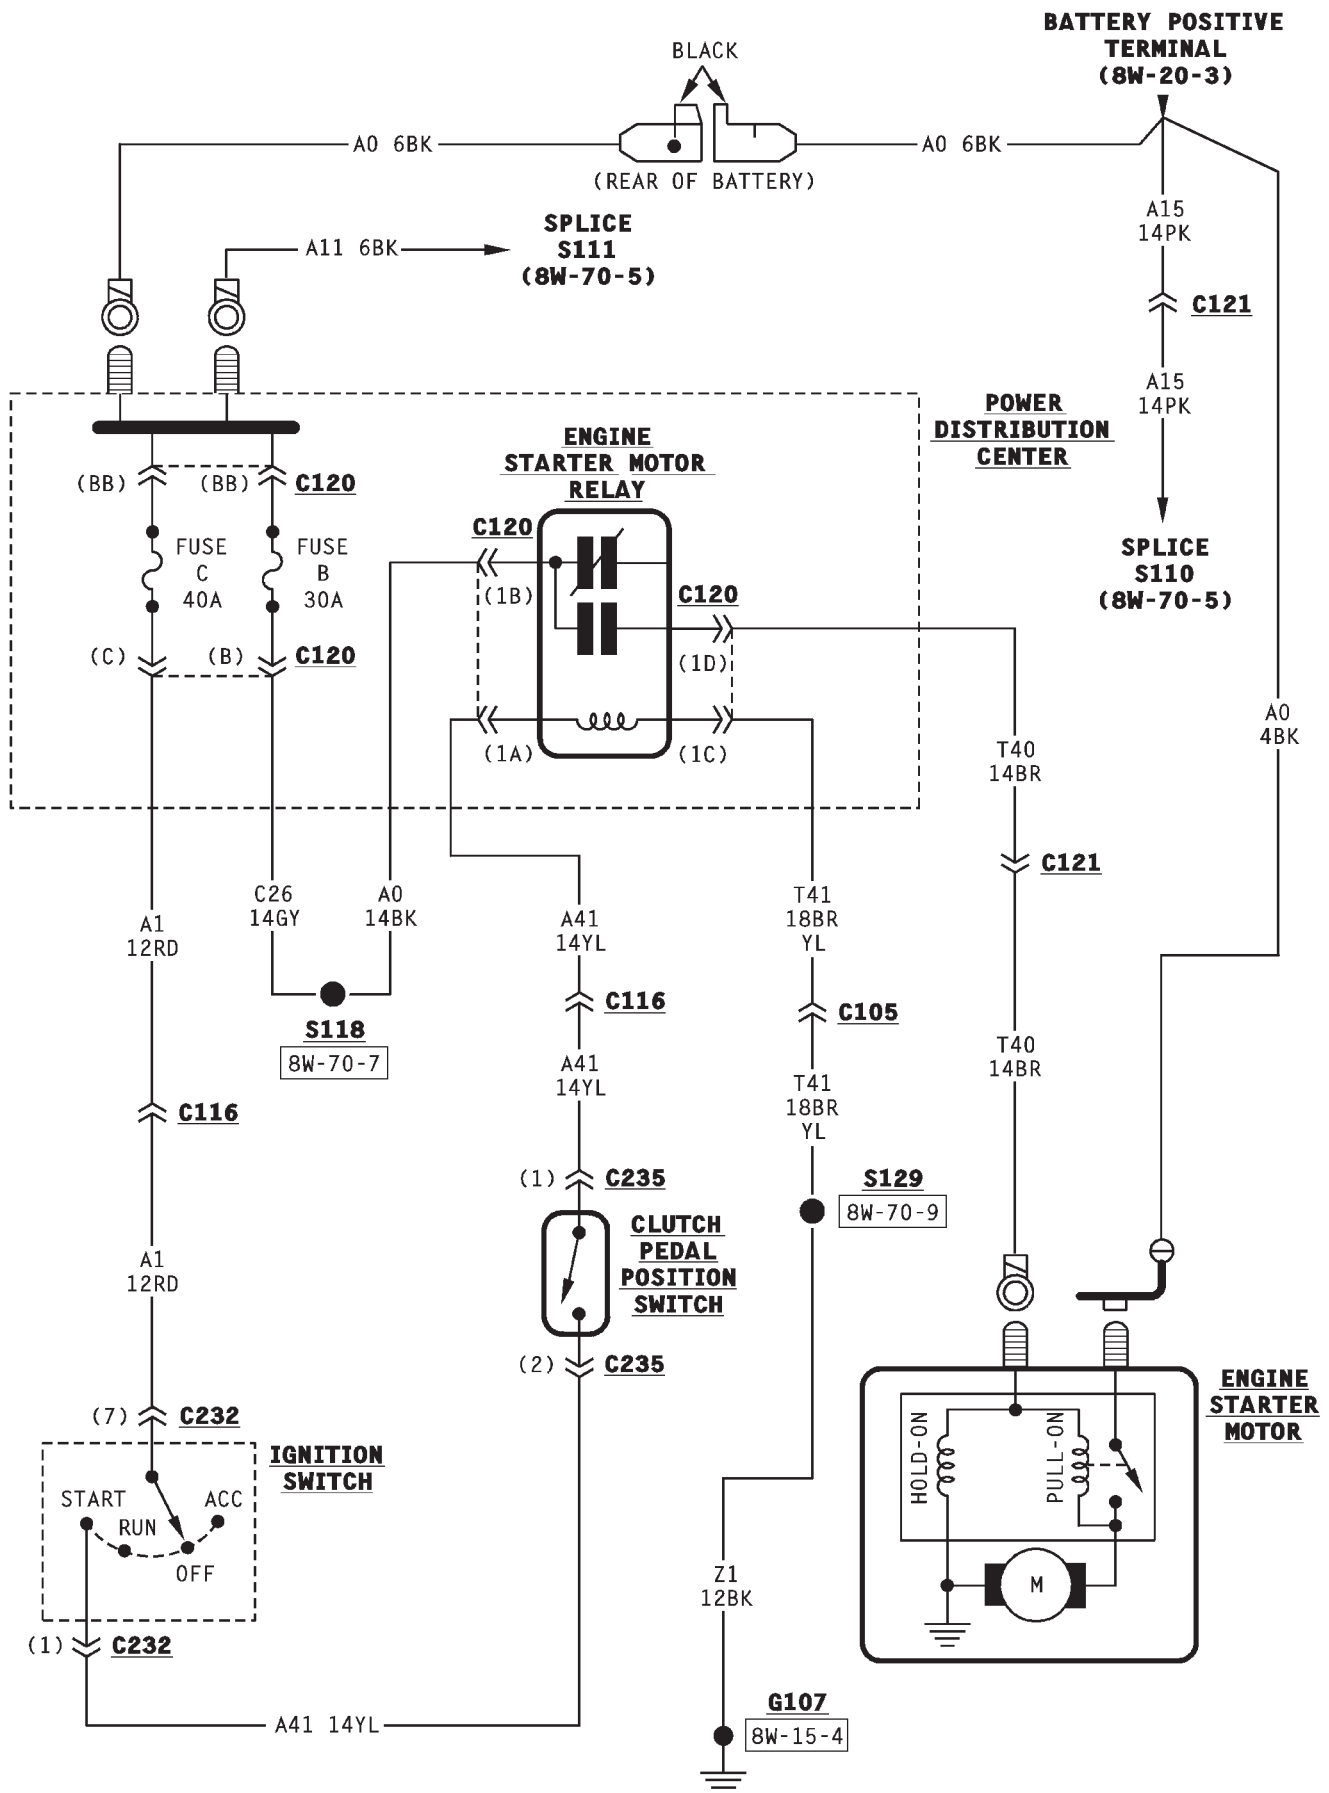 BATTERY POSITIVE
TERMINAL
(8W-20-3)
BLACK
A0 6BK
A0 6BK
(REAR OF BATTERY)
A15
14PK
SPLICE
S111
(8W-70-5)
A11 6BK
C121
A15
14PK
POWER
DISTRIBUTION
CENTER
ENGINE
STARTER MOTOR
RELAY
(BB)
(BB)
C120
C120
FUSE
C
40A
FUSE
B
30A
(1B)
C120
SPLICE
S110
(8W-70-5)
(C)
(B)
C120
(1D)
(1A)
(1C)
A0
4BK
T40
14BR
C121
C26
14GY
A0
14BK
A1
12RD
A41
14YL
T41
18BR
YL
C116
C105
S118
8W-70-7
A41
14YL
T41
18BR
YL
T40
14BR
C116
(1)
C235
S129
8W-70-9
CLUTCH
PEDAL
POSITION
SWITCH
A1
12RD
(2)
C235
(7)
C232
IGNITION
SWITCH
START
RUN
ACC
OFF
ENGINE
STARTER
MOTOR
HOLD-ON
PULL-ON
M
Z1
12BK
(1)
C232
A41 14YL
G107
8W-15-4